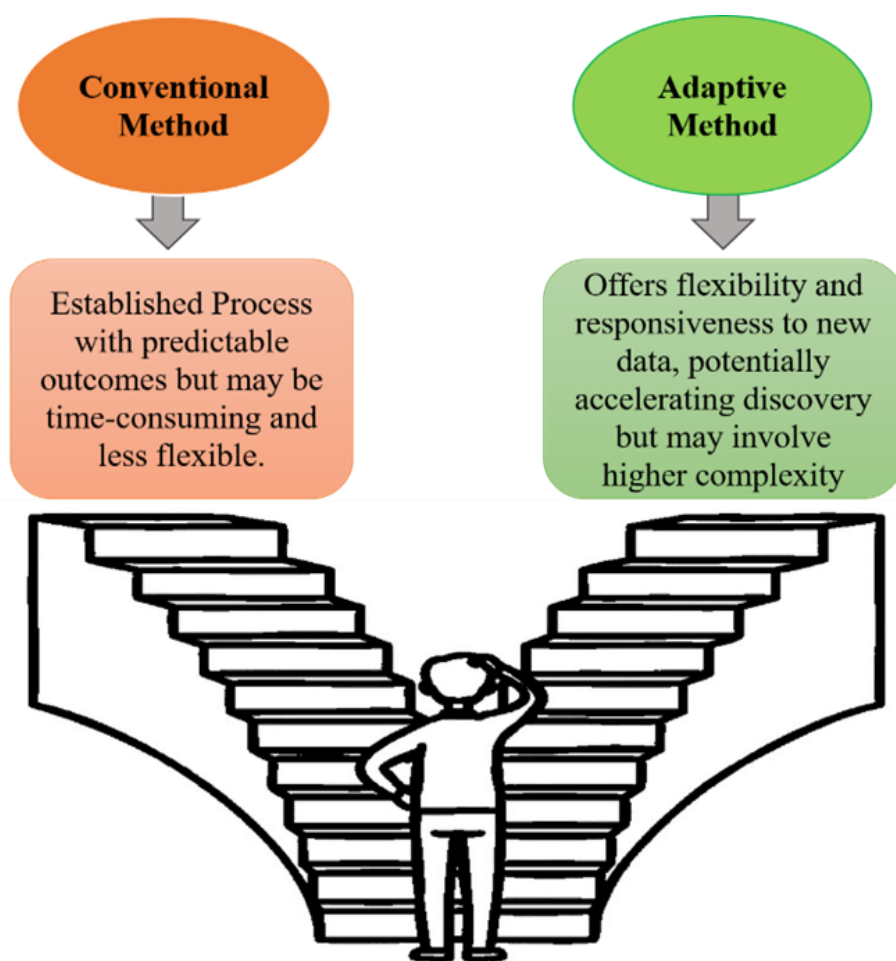 Conventional
Method
Adaptive
Method
Established Process
with predictable
outcomes but may be
time-consuming and
less flexible.
Offers flexibility and
responsiveness to new
data, potentially
accelerating discovery
but may involve
higher complexity